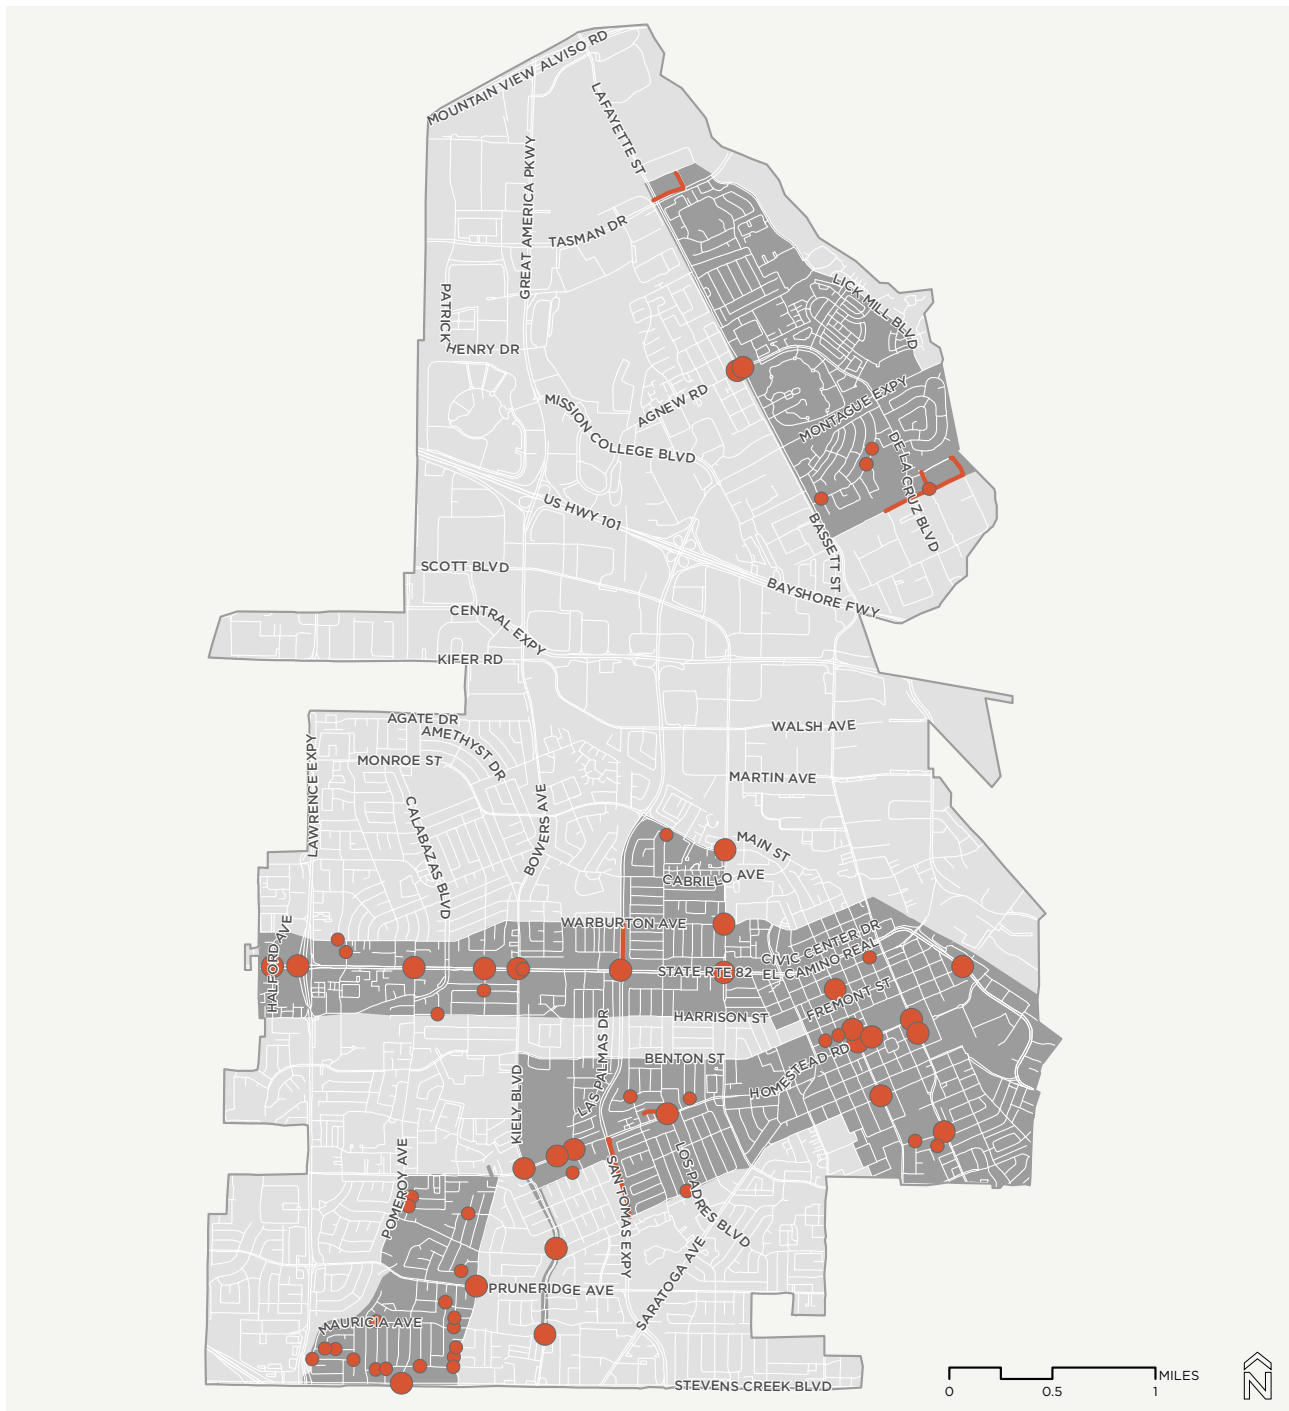 MOUNTAIN VIEW ALVISO RD
LAFAYETTE ST
GREAT AMERICA PKWY
TASMAN DR
LICK MILL BLVD
PATRICK
HENRY DR
MONTAGUE EXPY
AGNEW RD
MISSION COLLEGE BLVD
DE LA CRUZ BLVD
US HWY 101
BASSETT ST
SCOTT BLVD
BAYSHORE FWY
CENTRAL EXPY
KIFER RD
AGATE DR
AMETHYST DR
WALSH AVE
LAWRENCE EXPY
MONROE ST
MARTIN AVE
CALABAZAS BLVD
BOWERS AVE
MAIN ST
CABRILLO AVE
HALFORD AVE
WARBURTON AVE
CIVIC CENTER DR
STATE RTE 82
EL CAMINO REAL
FREMONT ST
HARRISON ST
LAS PALMAS DR
BENTON ST
HOMESTEAD RD
KIELY BLVD
POMEROY AVE
SAN TOMAS EXPY
LOS PADRES BLVD
SARATOGA AVE
PRUNERIDGE AVE
MAURICIA AVE
STEVENS CREEK BLVD
MILES
0 0.5 1
N